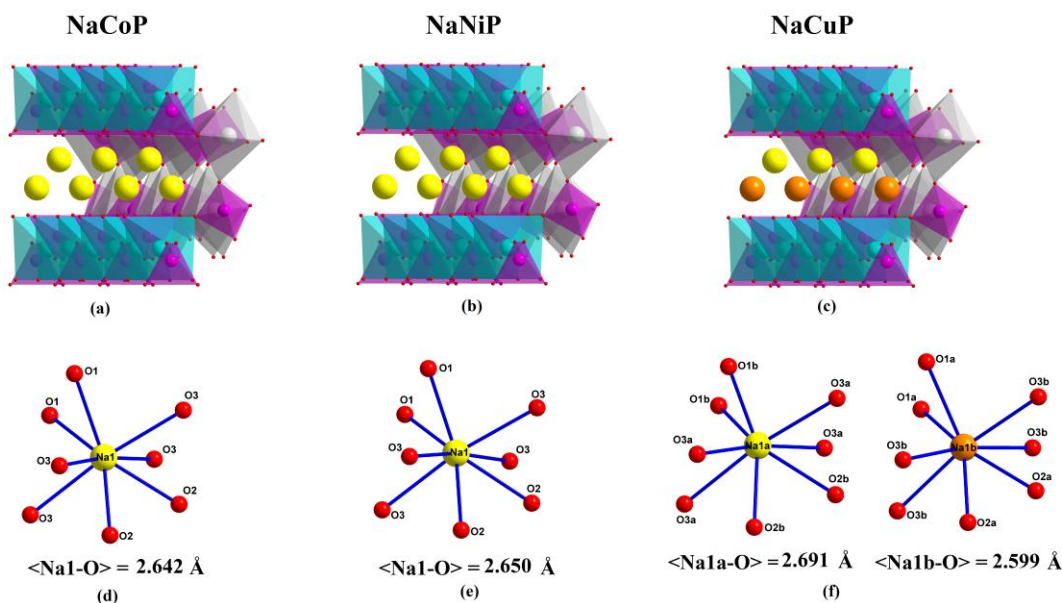 NaCoP
NaNiP
NaCuP
(a)
(b)
(c)
O1
O1
O3
O3
Na1
O3
O3
O2
O2
<Na1-O> = 2.642 Å
(d)
O1
O1
O3
O3
Na1
O3
O3
O2
O2
<Na1-O> = 2.650 Å
(e)
O1b
O1b
O3a
O3a
Na1a
O3a
O3a
O2b
O2b
<Na1a-O> = 2.691 Å
O1a
O1a
O3b
O3b
Na1b
O3b
O3b
O2a
O2a
<Na1b-O> = 2.599 Å
(f)